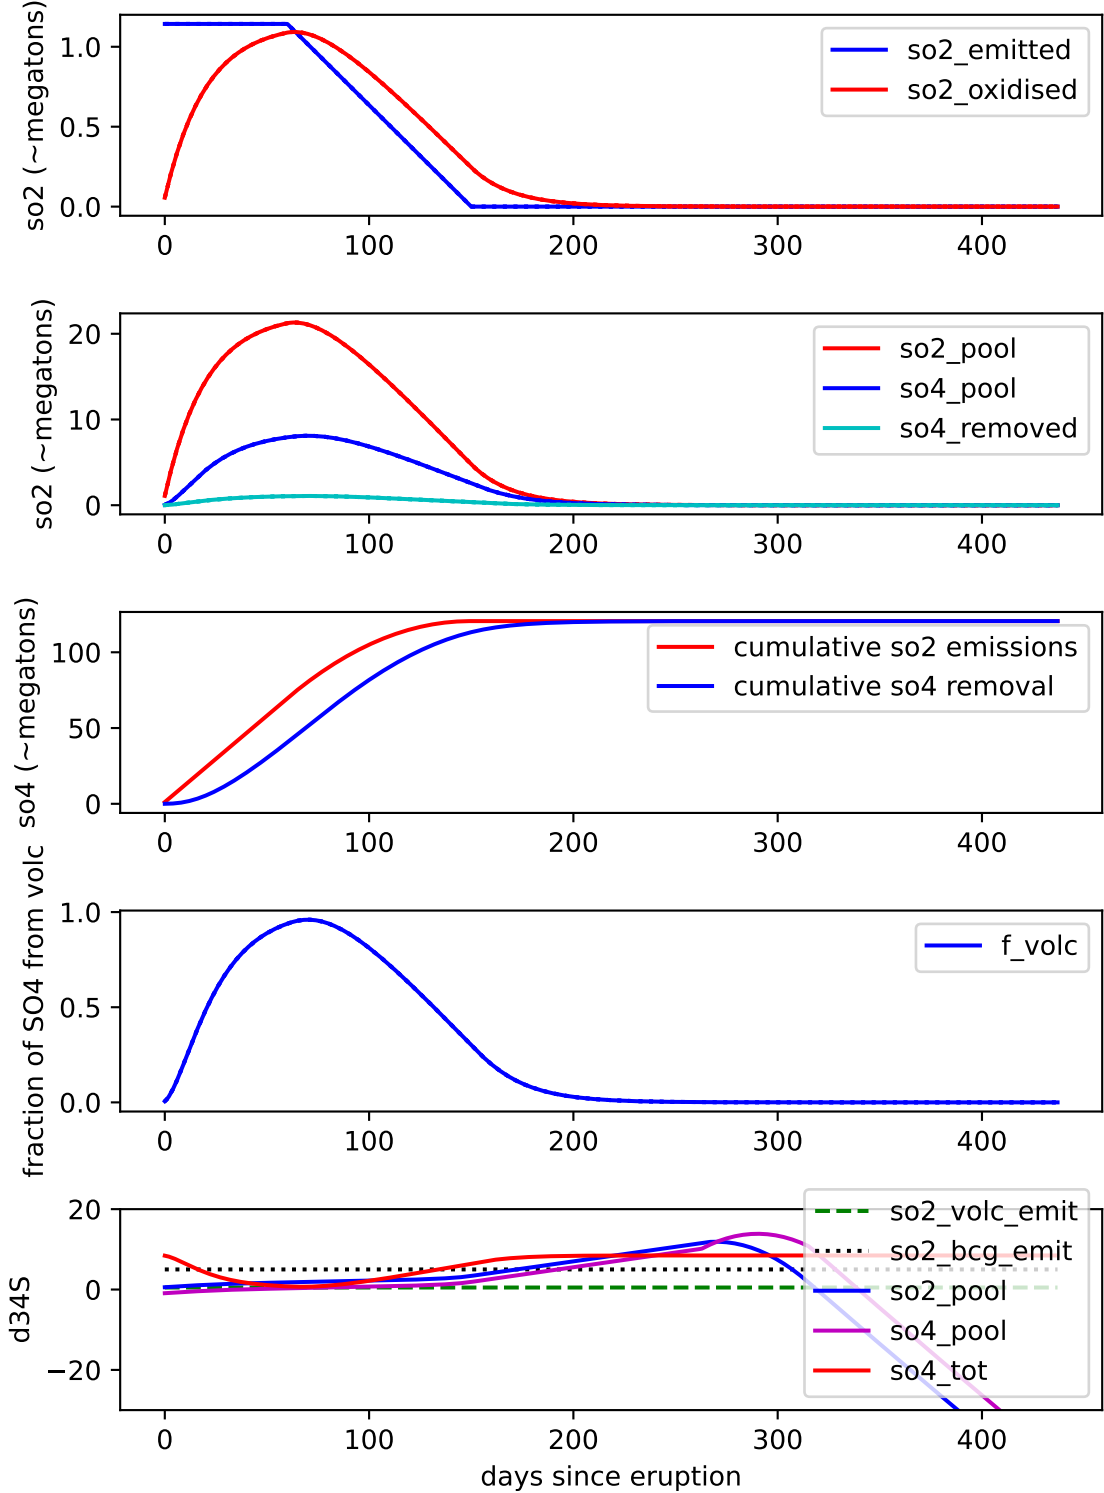 so2 (~megatons)
1.0
0.5
0.0
so2_emitted
so2_oxidised
0 100 200 300 400
so2 (~megatons)
20
10
0
so2_pool
so4_pool
so4_removed
0 100 200 300 400
so4 (~megatons)
100
50
0
cumulative so2 emissions
cumulative so4 removal
0 100 200 300 400
fraction of SO4 from volc
1.0
0.5
0.0
f_volc
0 100 200 300 400
d34S
20
0
−20
so2_volc_emit
so2_bcg_emit
so2_pool
so4_pool
so4_tot
0 100 200 300 400
days since eruption